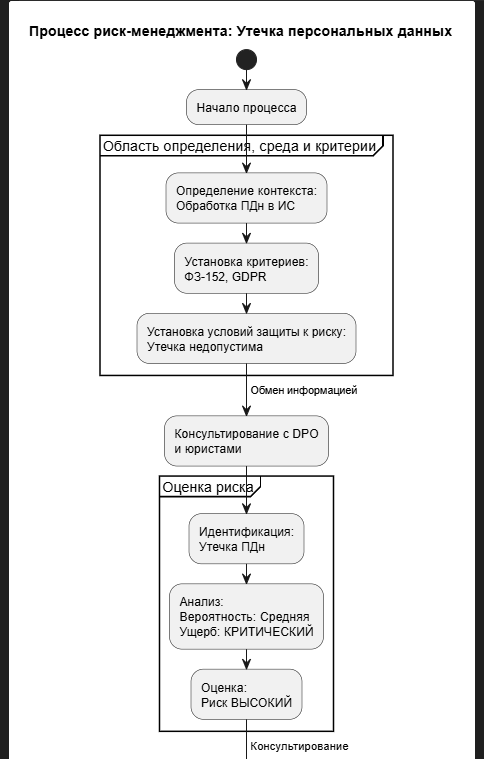 Процесс риск-менеджмента: Утечка персональных данных
Начало процесса
Область определения, среда и критерии
Определение контекста:
Обработка ПДн в ИС
Установка критериев:
ФЗ-152, GDPR
Установка условий защиты к риску:
Утечка недопустима
Обмен информацией
Консультирование с DPO
и юристами
Оценка риска
Идентификация:
Утечка ПДн
Анализ:
Вероятность: Средняя
Ущерб: КРИТИЧЕСКИЙ
Оценка:
Риск ВЫСОКИЙ
Консультирование